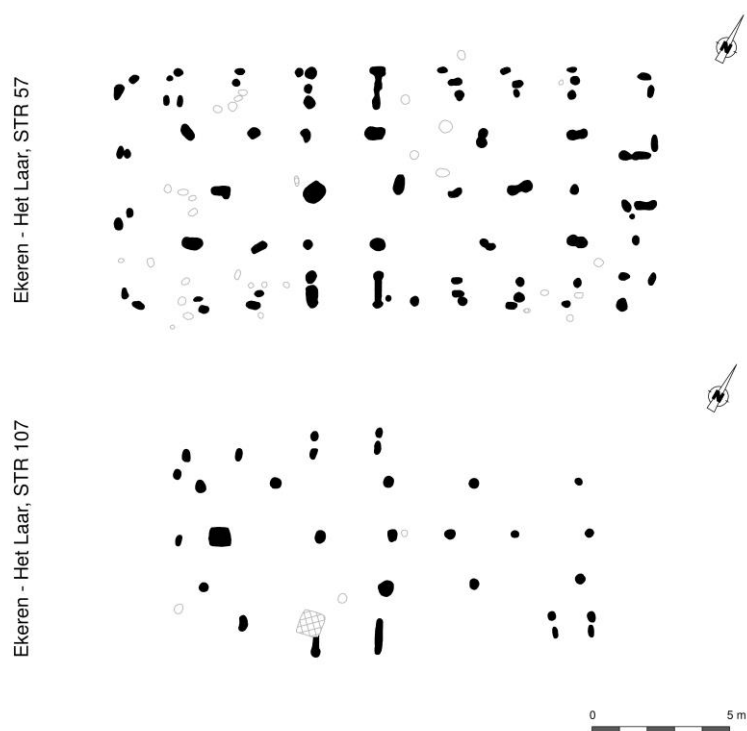 Ekeren - Het Laar, STR 57
N
Ekeren - Het Laar, STR 107
N
0 5 m